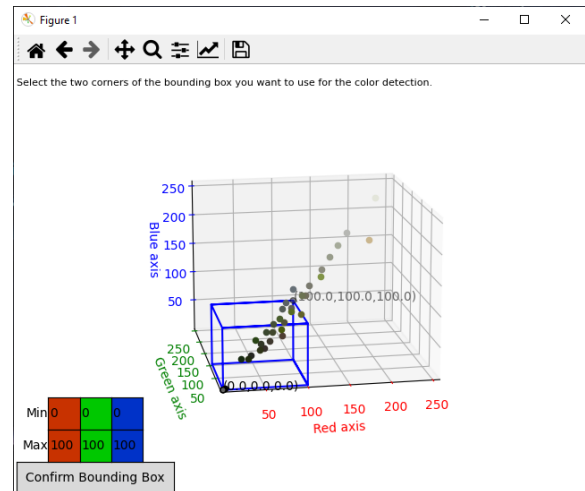 Figure 1
Select the two corners of the bounding box you want to use for the color detection.
250
200
150
100
50
Blue axis
(100.0,100.0,100.0)
250
200
150
100
50
Green axis
(0.0,0.0,0.0)
50
100
150
200
250
Red axis
Min 0 0 0
Max 100 100 100
Confirm Bounding Box